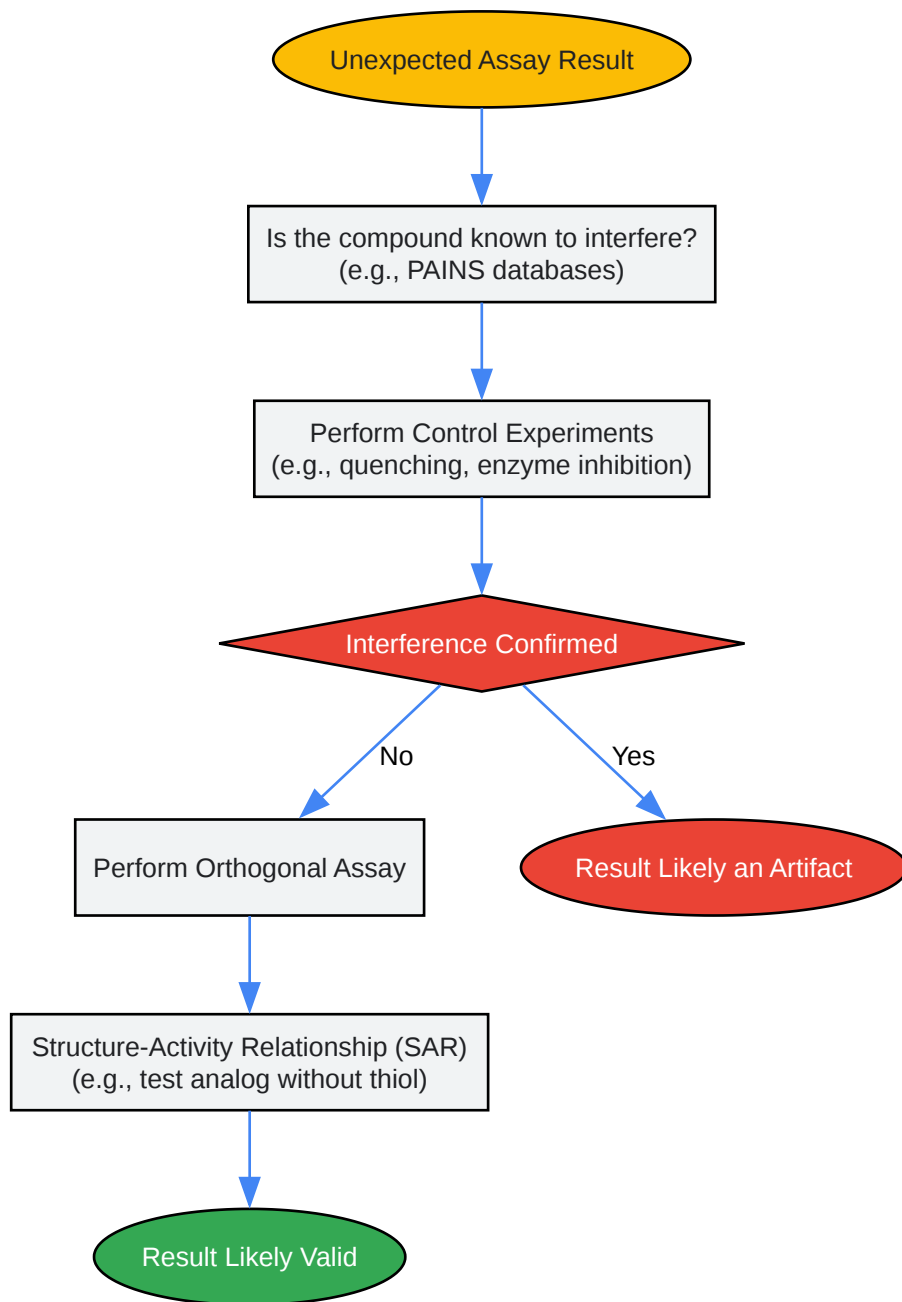 Unexpected Assay Result
Is the compound known to interfere?
(e.g., PAINS databases)
Perform Control Experiments
(e.g., quenching, enzyme inhibition)
Interference Confirmed
No
Yes
Perform Orthogonal Assay
Result Likely an Artifact
Structure-Activity Relationship (SAR)
(e.g., test analog without thiol)
Result Likely Valid